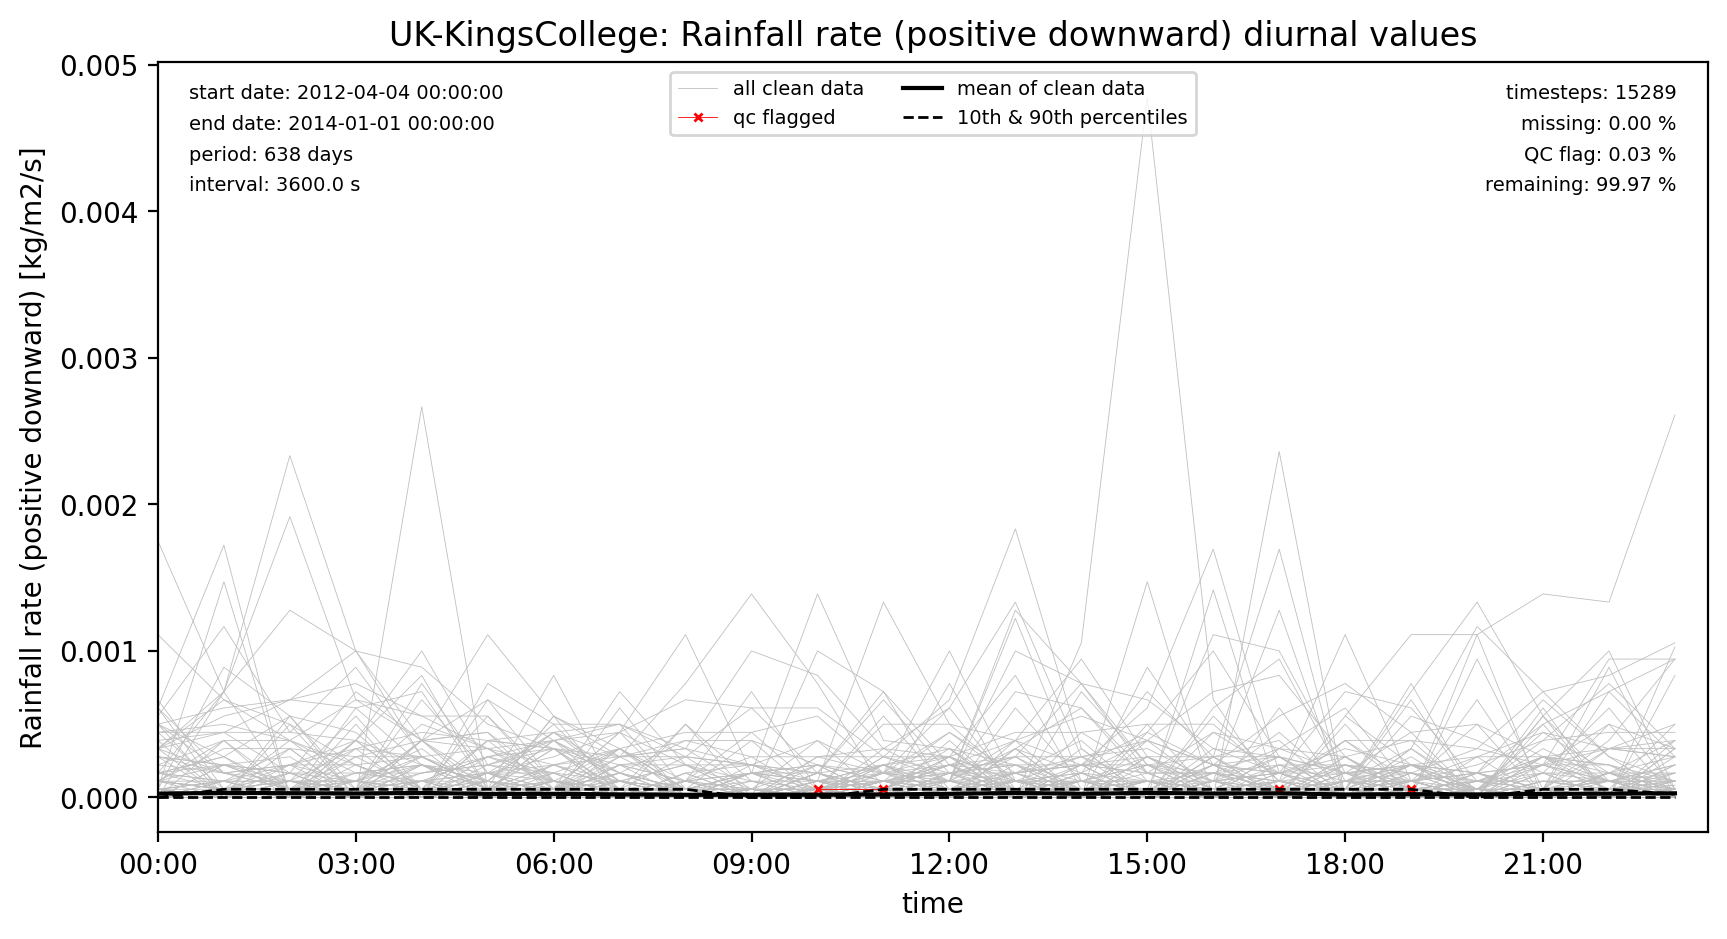 UK-KingsCollege: Rainfall rate (positive downward) diurnal values
start date: 2012-04-04 00:00:00
end date: 2014-01-01 00:00:00
period: 638 days
interval: 3600.0 s
all clean data
qc flagged
mean of clean data
10th & 90th percentiles
timesteps: 15289
missing: 0.00 %
QC flag: 0.03 %
remaining: 99.97 %
Rainfall rate (positive downward) [kg/m2/s]
0.005
0.004
0.003
0.002
0.001
0.000
00:00 03:00 06:00 09:00 12:00 15:00 18:00 21:00
time